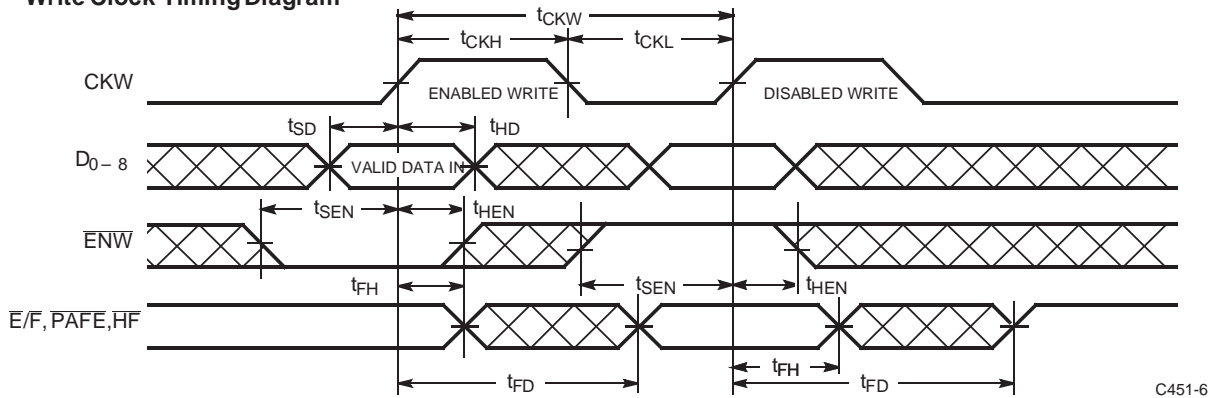 Write Clock Timing Diagram
tCKW
tCKH tCKL
CKW
ENABLED WRITE DISABLED WRITE
tSD tHD
D0–8
VALID DATA IN
tSEN tHEN
ENW
tFH tSEN tHEN
E/F, PAFE,HF
tFH
tFD tFD
C451-6